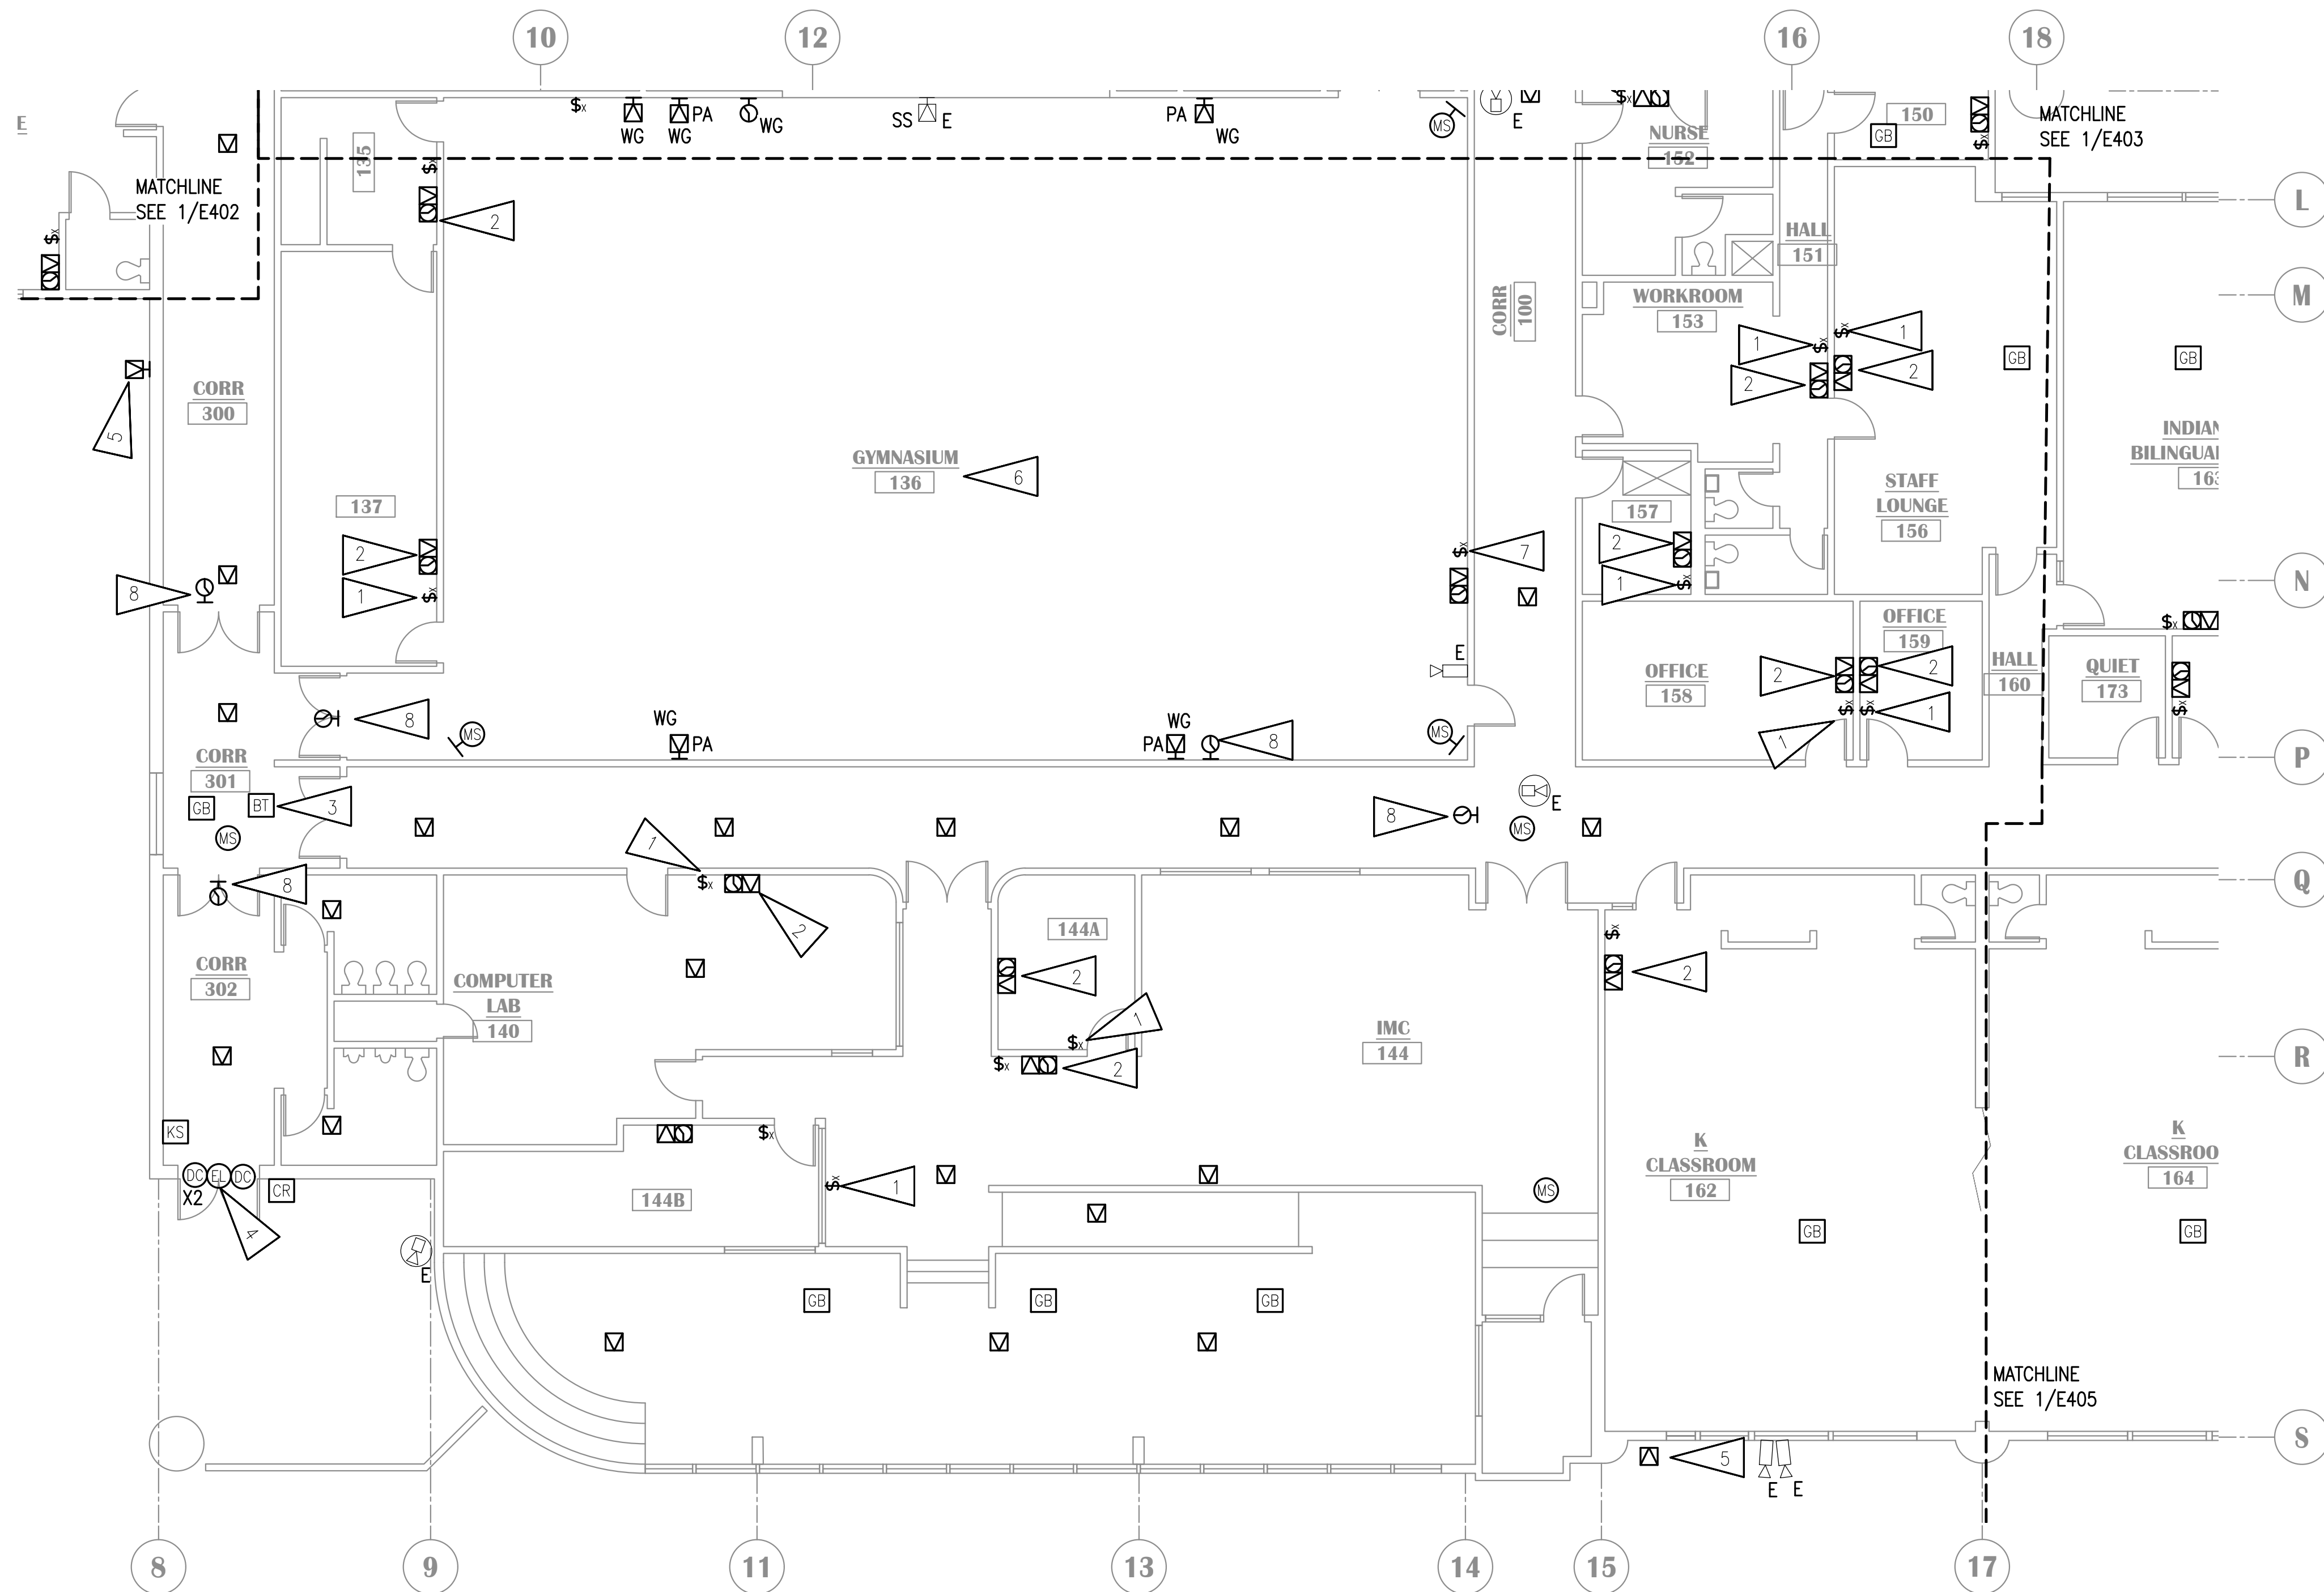 10
12
16
18
E
$x
WG
WG
PA
WG
SS
E
PA
WG
MS
E
$x
NURSE
152
150
GB
$x
MATCHLINE
SEE 1/E403
135
$x
MATCHLINE
SEE 1/E402
2
$x
L
HALL
151
M
CORR
100
WORKROOM
153
1
$x
$x
1
2
2
GB
GB
CORR
300
5
INDIAN
BILINGUAL
163
GYMNASIUM
136
6
STAFF
LOUNGE
156
137
2
1
$x
157
2
1
$x
$x
7
8
N
OFFICE
159
$x
E
OFFICE
158
2
2
HALL
160
QUIET
173
$x
$x
1
1
$x
8
MS
WG
PA
WG
PA
8
MS
P
CORR
301
GB
BT
3
MS
8
E
MS
1
8
$x
2
Q
144A
$x
CORR
302
COMPUTER
LAB
140
2
2
1
$x
IMC
144
R
$x
2
KS
$x
K
CLASSROOM
162
K
CLASSROO
164
DC
EL
DC
X2
CR
4
144B
$x
1
MS
GB
GB
E
GB
GB
GB
MATCHLINE
SEE 1/E405
5
E
E
S
8
9
11
13
14
15
17